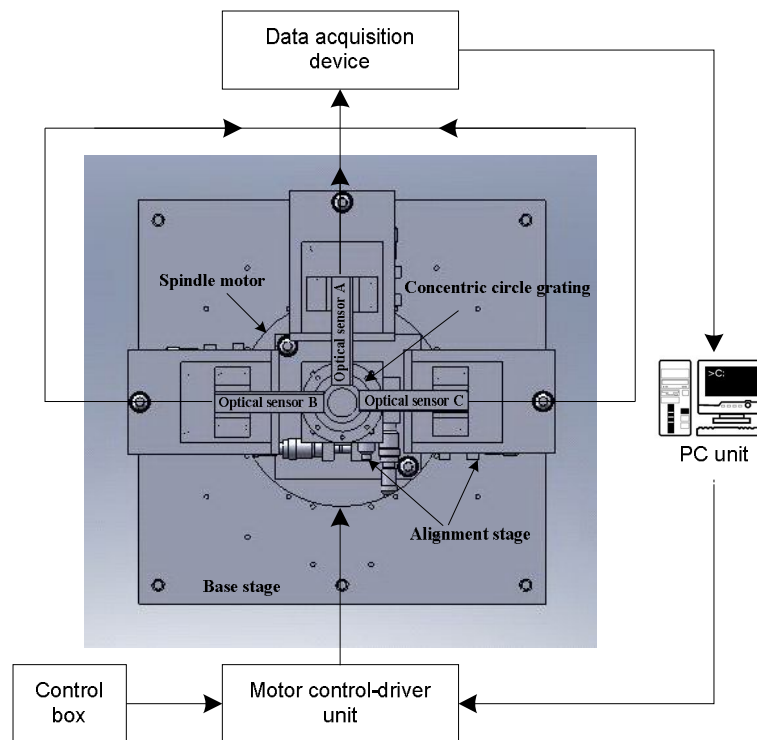 Data acquisition
device
Spindle motor
Optical sensor A
Concentric circle grating
Optical sensor B
Optical sensor C
>C:
PC unit
Alignment stage
Base stage
Control
box
Motor control-driver
unit